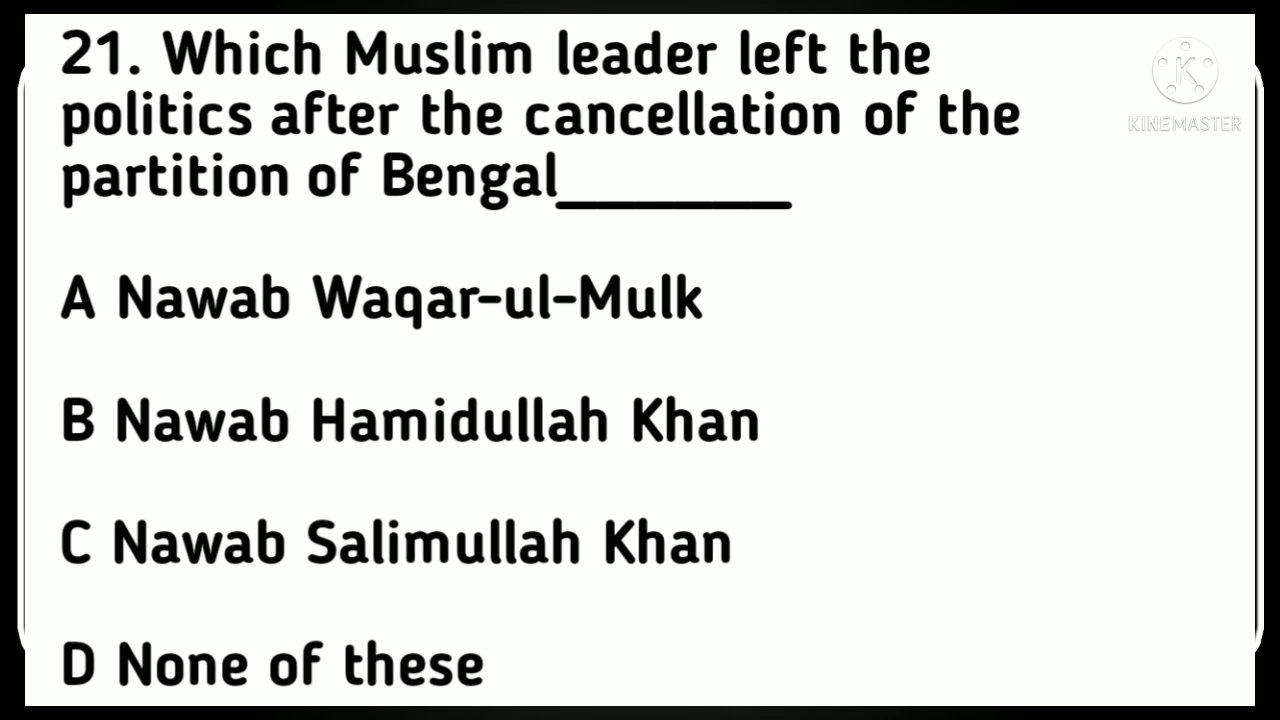 21. Which Muslim leader left the
politics after the cancellation of the
partition of Bengal_______
A Nawab Waqar-ul-Mulk
B Nawab Hamidullah Khan
C Nawab Salimullah Khan
D None of these
K
KINEMASTER